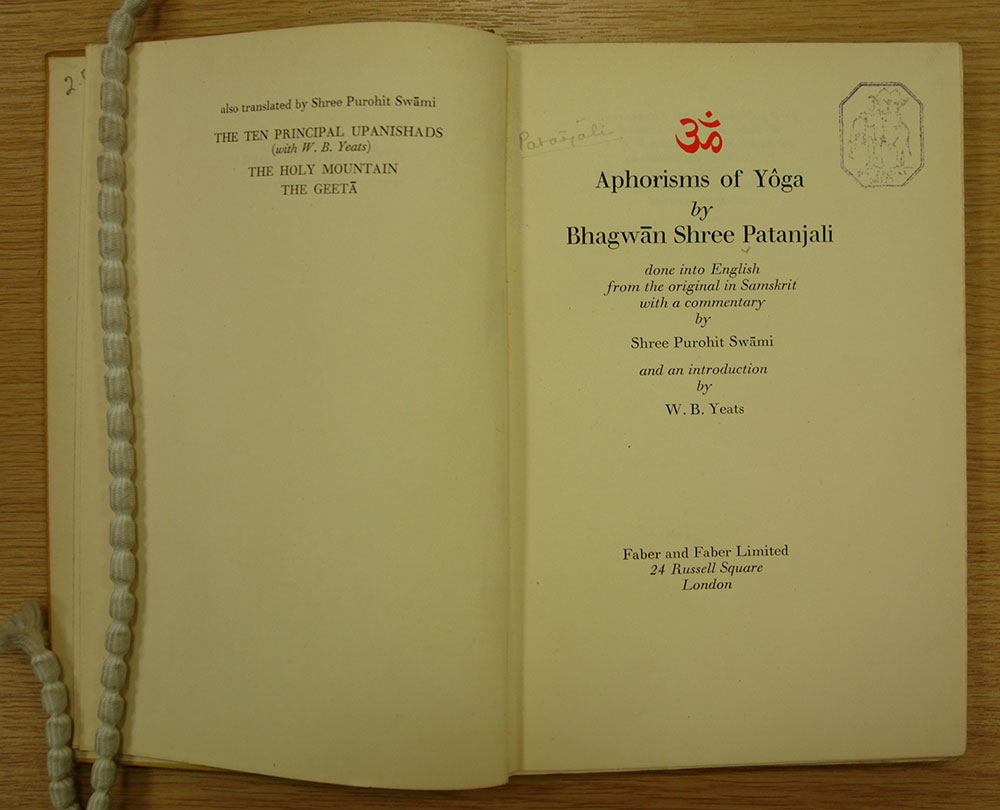 also translated by Shree Purohit Swāmi
THE TEN PRINCIPAL UPANISHADS
(with W. B. Yeats)
THE HOLY MOUNTAIN
THE GEETĀ
Patanjali
ॐ
Aphorisms of Yôga
by
Bhagwān Shree Patanjali
done into English
from the original in Samskrit
with a commentary
by
Shree Purohit Swāmi
and an introduction
by
W. B. Yeats
Faber and Faber Limited
24 Russell Square
London